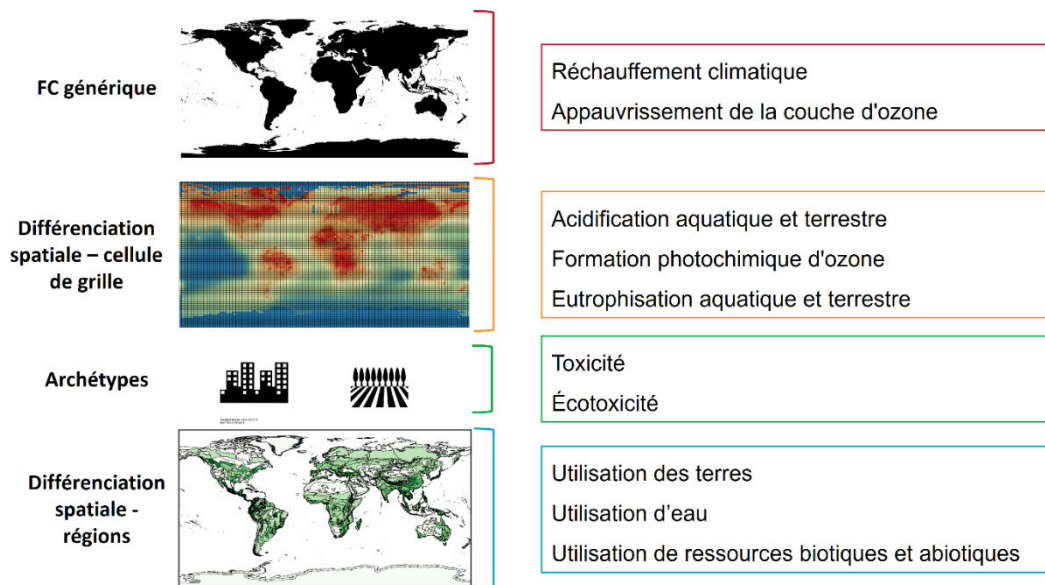 FC générique
Réchauffement climatique
Appauvrissement de la couche d'ozone
Différenciation
spatiale – cellule
de grille
Acidification aquatique et terrestre
Formation photochimique d'ozone
Eutrophisation aquatique et terrestre
Archétypes
Toxicité
Écotoxicité
Différenciation
spatiale -
régions
Utilisation des terres
Utilisation d’eau
Utilisation de ressources biotiques et abiotiques